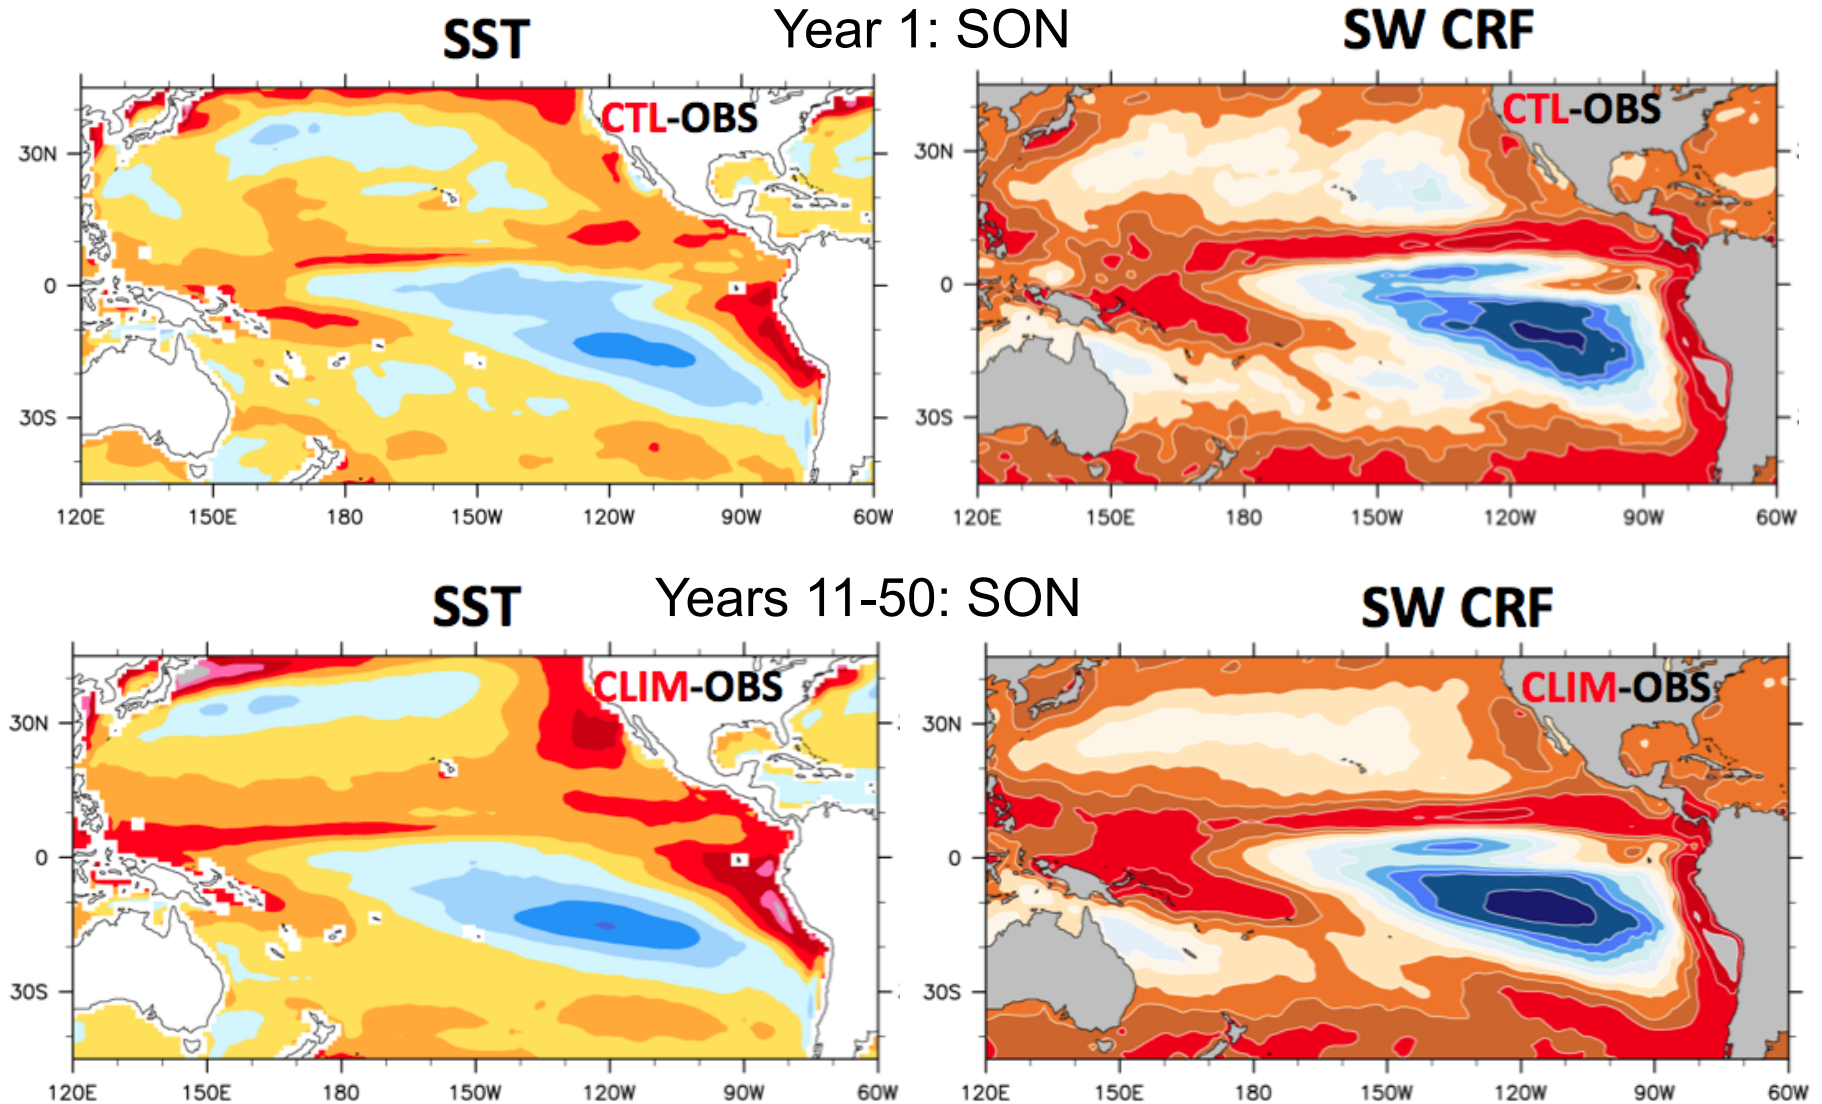 SST Year 1: SON SW CRF
CTL-OBS CTL-OBS
30N 30N
0 0
30S 30S
120E 150E 180 150W 120W 90W 60W 120E 150E 180 150W 120W 90W 60W
SST Years 11-50: SON SW CRF
CLIM-OBS CLIM-OBS
30N 30N
0 0
30S 30S
120E 150E 180 150W 120W 90W 60W 120E 150E 180 150W 120W 90W 60W